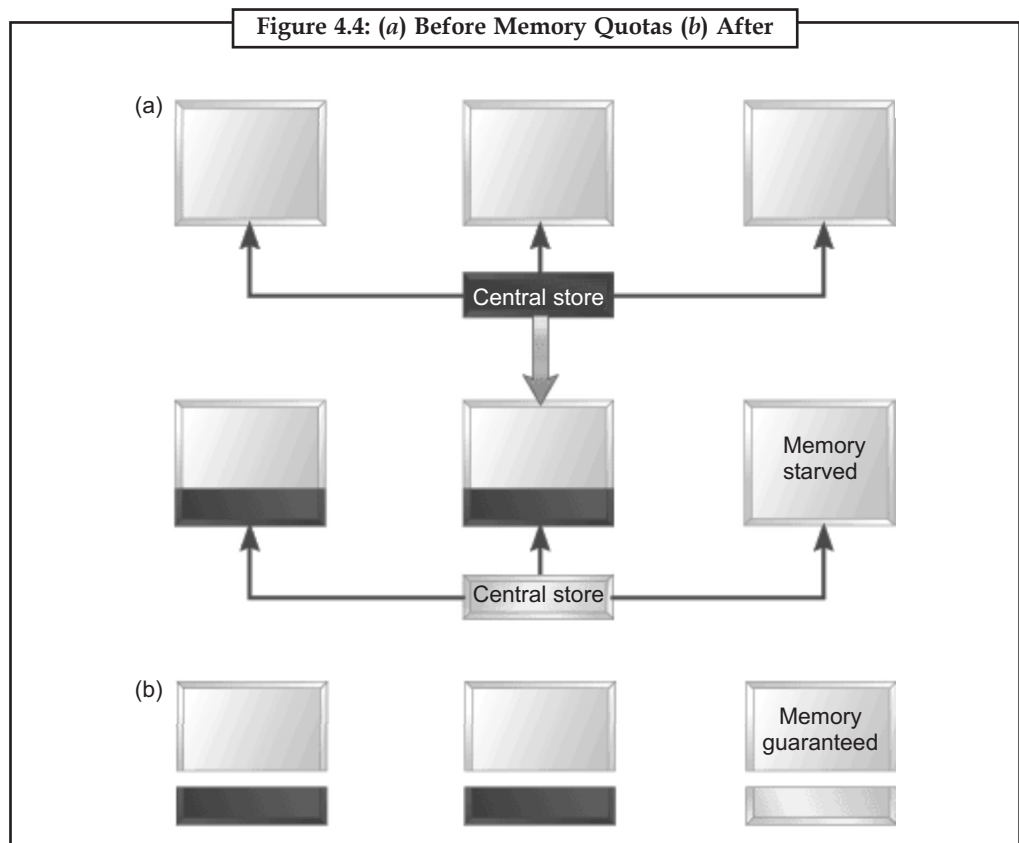 Figure 4.4: (a) Before Memory Quotas (b) After
(a)
Central store
Memory
starved
Central store
(b)
Memory
guaranteed